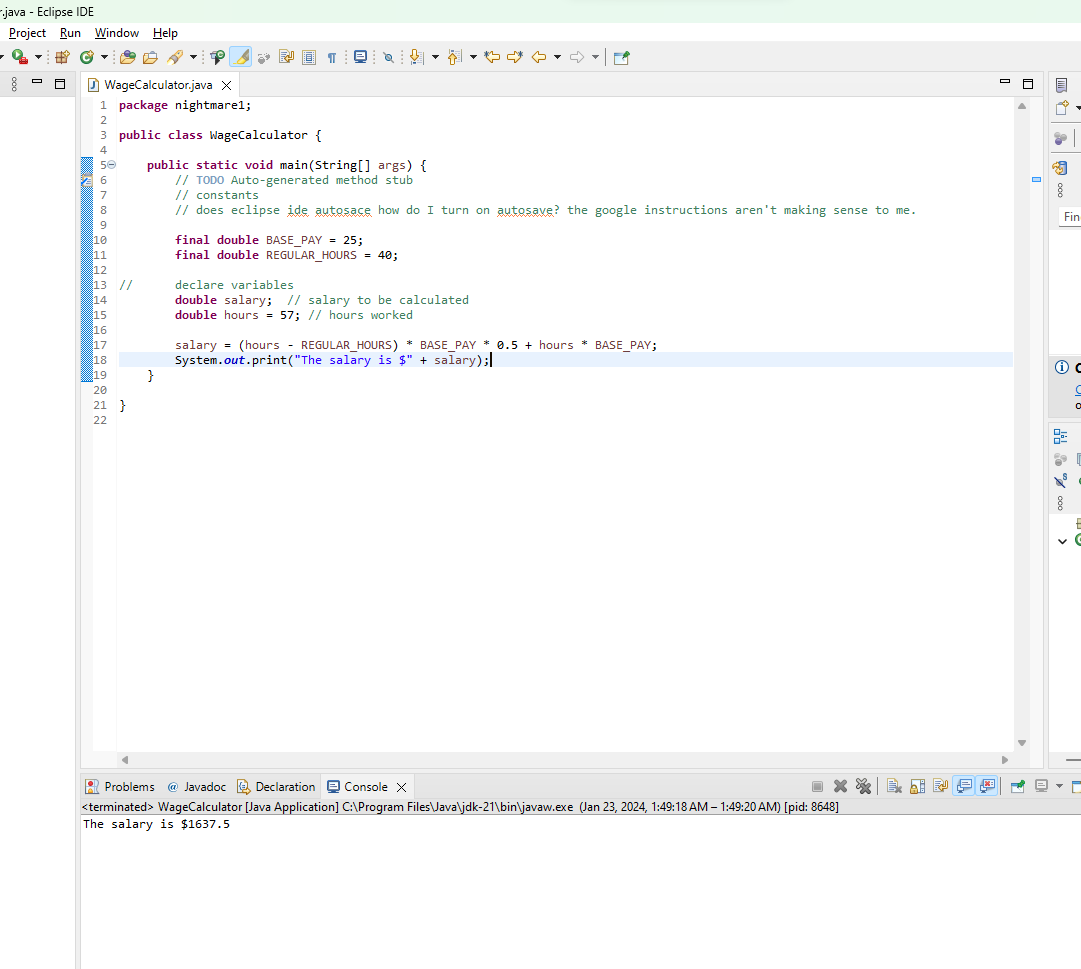 r.java - Eclipse IDE
Project Run Window Help
WageCalculator.java
1 package nightmare1;
2
3 public class WageCalculator {
4
5 public static void main(String[] args) {
6 // TODO Auto-generated method stub
7 // constants
8 // does eclipse ide autosace how do I turn on autosave? the google instructions aren't making sense to me.
9
10 final double BASE_PAY = 25;
11 final double REGULAR_HOURS = 40;
12
13 // declare variables
14 double salary; // salary to be calculated
15 double hours = 57; // hours worked
16
17 salary = (hours - REGULAR_HOURS) * BASE_PAY * 0.5 + hours * BASE_PAY;
18 System.out.print("The salary is $" + salary);
19 }
20
21 }
22
Fin
Problems @ Javadoc Declaration Console
<terminated> WageCalculator [Java Application] C:\Program Files\Java\jdk-21\bin\javaw.exe (Jan 23, 2024, 1:49:18 AM – 1:49:20 AM) [pid: 8648]
The salary is $1637.5